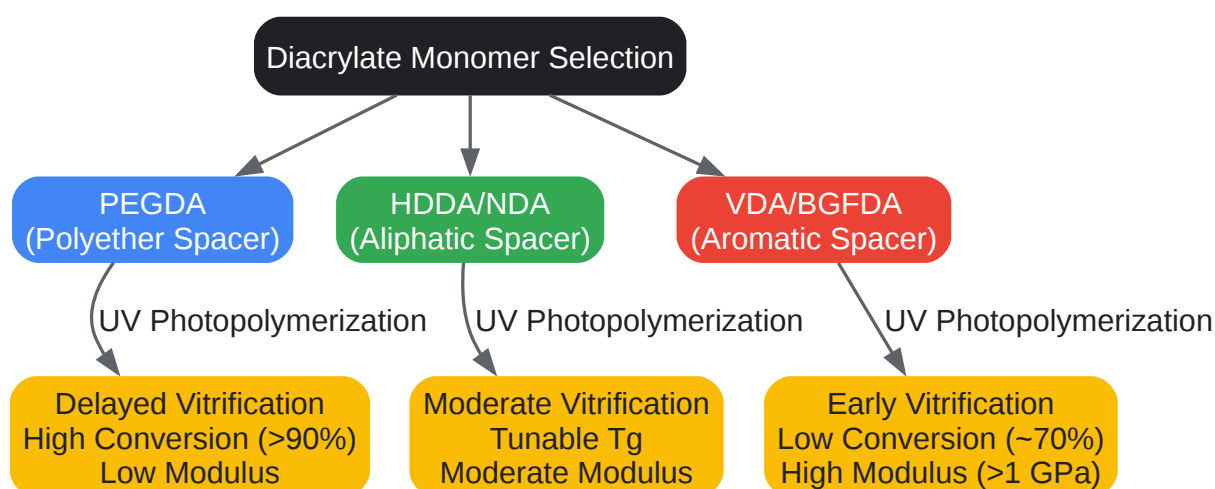 Diacrylate Monomer Selection
PEGDA
(Polyether Spacer)
HDDA/NDA
(Aliphatic Spacer)
VDA/BGFDA
(Aromatic Spacer)
UV Photopolymerization
UV Photopolymerization
UV Photopolymerization
Delayed Vitrification
High Conversion (>90%)
Low Modulus
Moderate Vitrification
Tunable Tg
Moderate Modulus
Early Vitrification
Low Conversion (~70%)
High Modulus (>1 GPa)